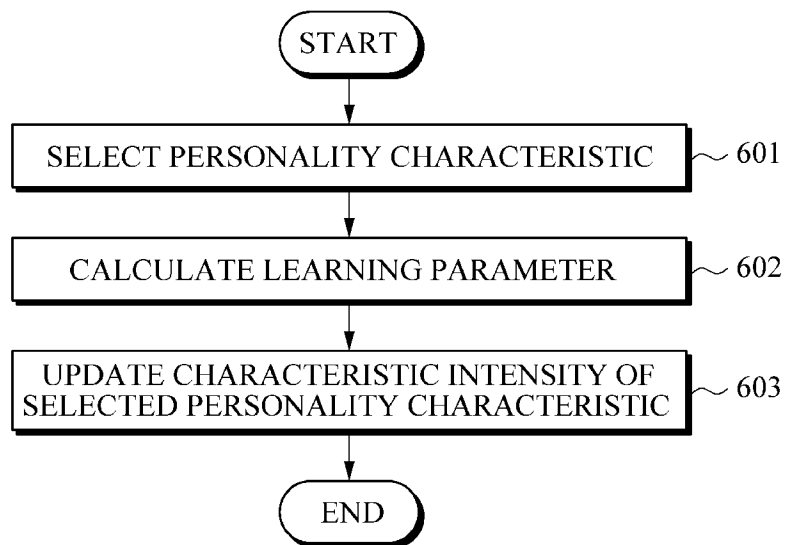 START
SELECT PERSONALITY CHARACTERISTIC
601
CALCULATE LEARNING PARAMETER
602
UPDATE CHARACTERISTIC INTENSITY OF
SELECTED PERSONALITY CHARACTERISTIC
603
END